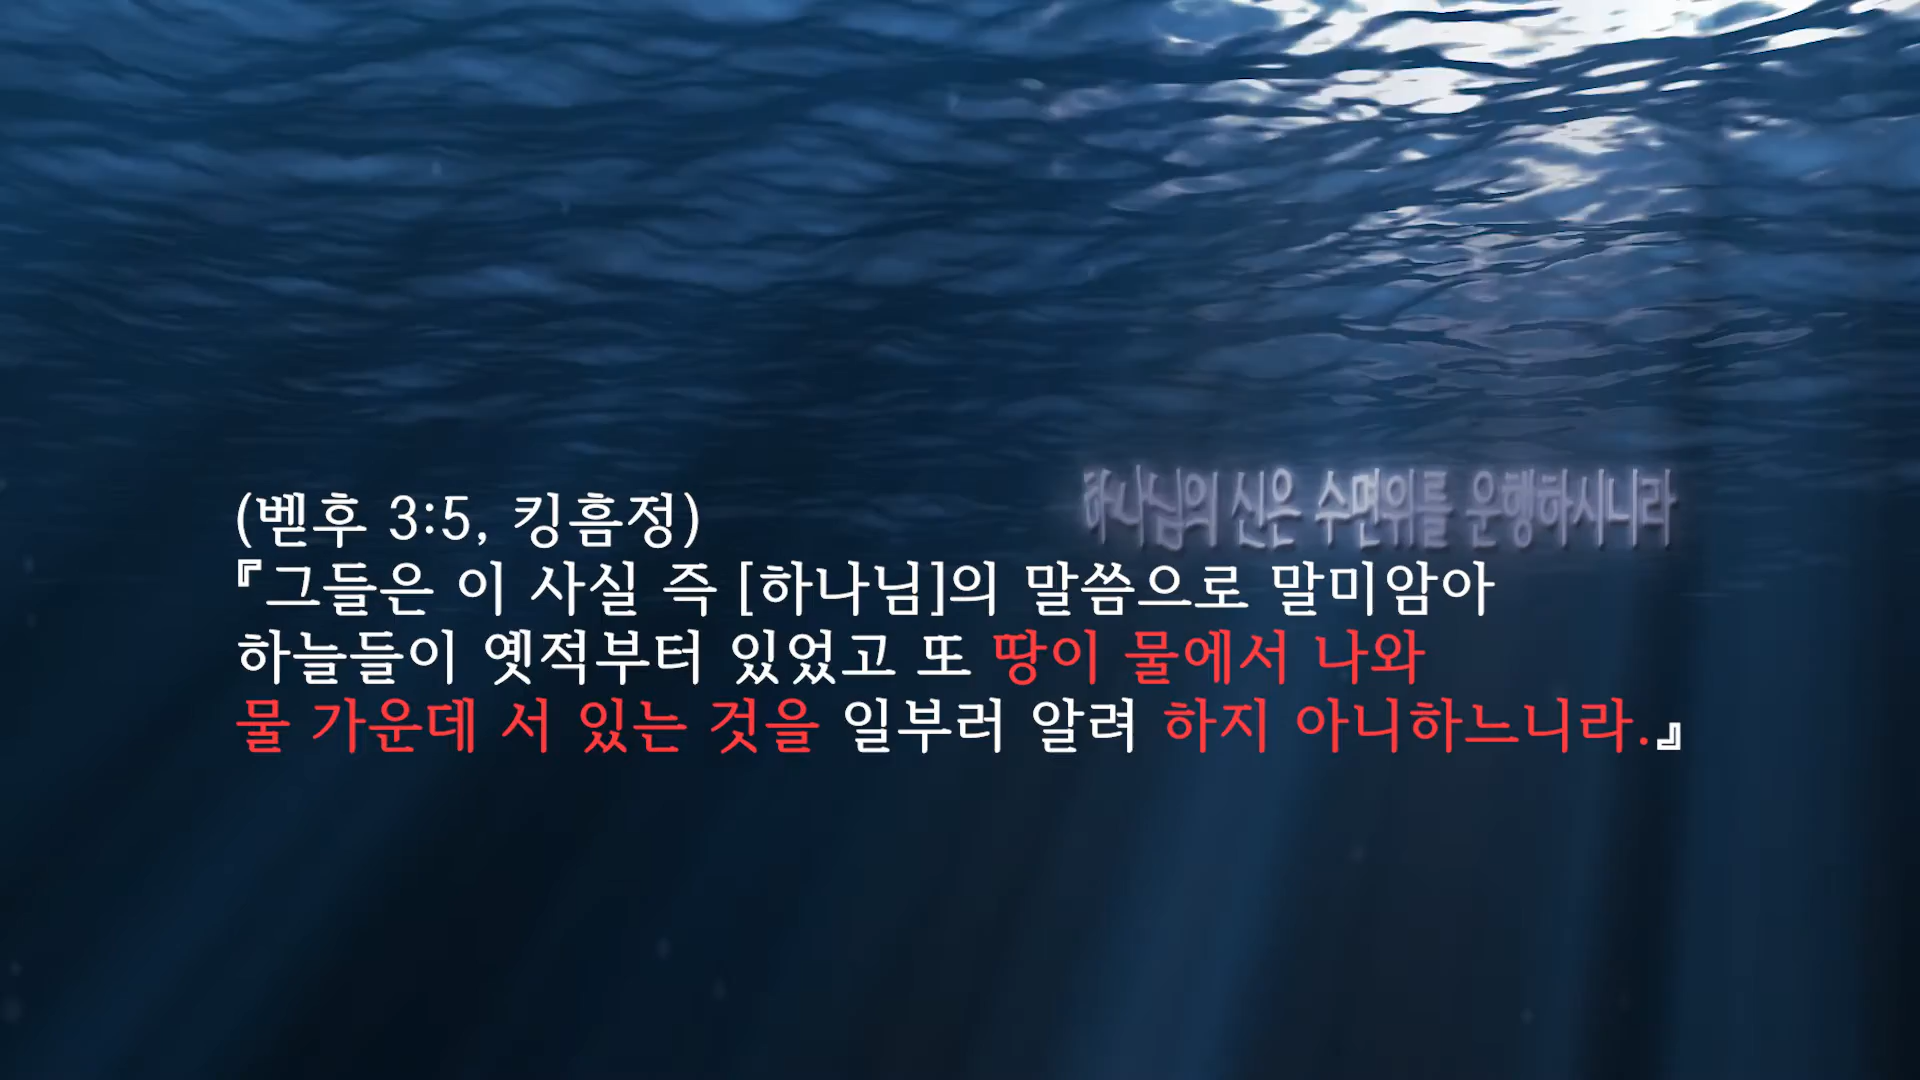 하나님의 신은 수면위를 운행하시니라
(벧후 3:5, 킹흠정)
『그들은 이 사실 즉 [하나님]의 말씀으로 말미암아
하늘들이 옛적부터 있었고 또 땅이 물에서 나와
물 가운데 서 있는 것을 일부러 알려 하지 아니하느니라.』